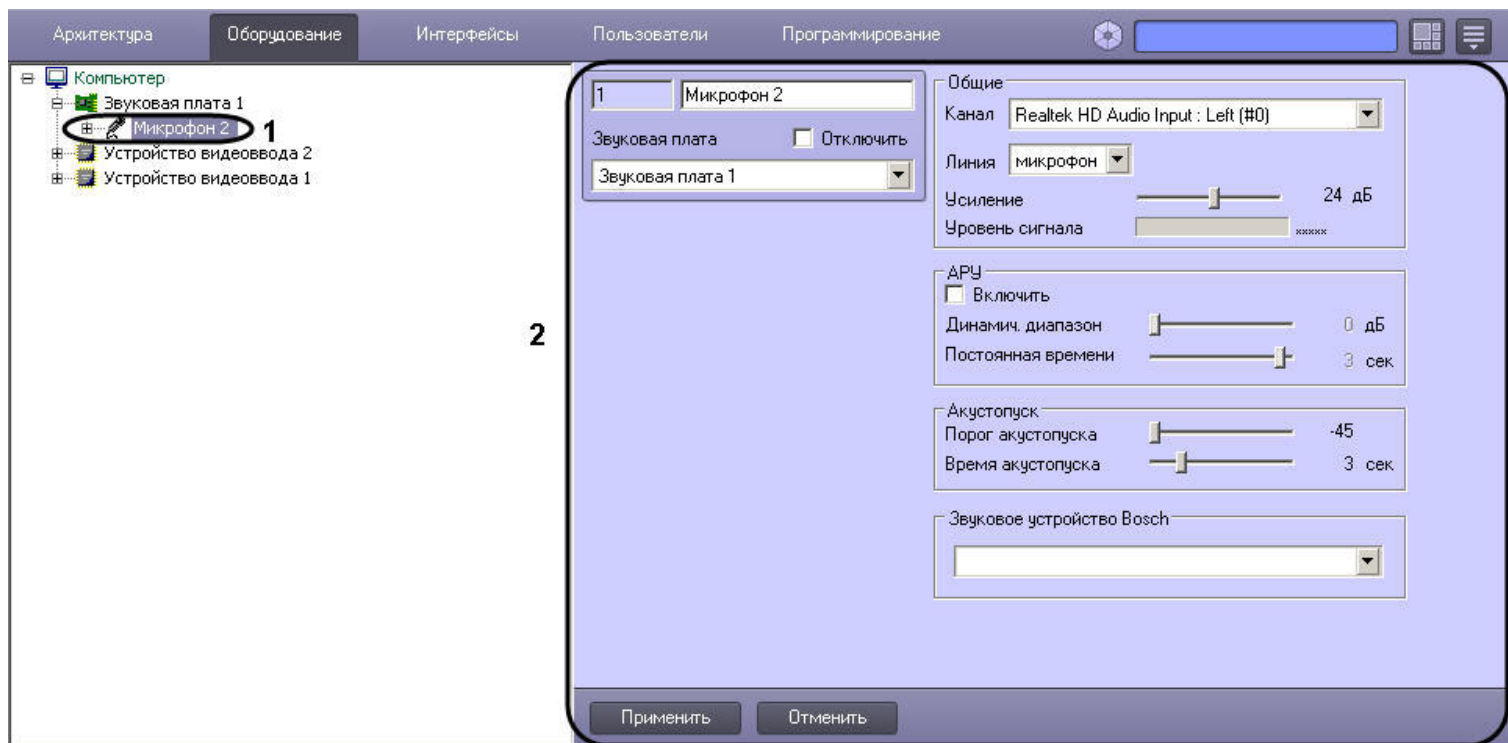 Архитектура Оборудование Интерфейсы Пользователи Программирование
Компьютер
Звуковая плата 1
Микрофон 2 1
Устройство видеоввода 2
Устройство видеоввода 1
2
1 Микрофон 2
Звуковая плата Отключить
Звуковая плата 1
Общие
Канал Realtek HD Audio Input : Left (#0)
Линия микрофон
Усиление 24 дБ
Уровень сигнала xxxxx
АРУ
Включить
Динамич. диапазон 0 дБ
Постоянная времени 3 сек
Акустопуск
Порог акустопуска -45
Время акустопуска 3 сек
Звуковое устройство Bosch
Применить Отменить